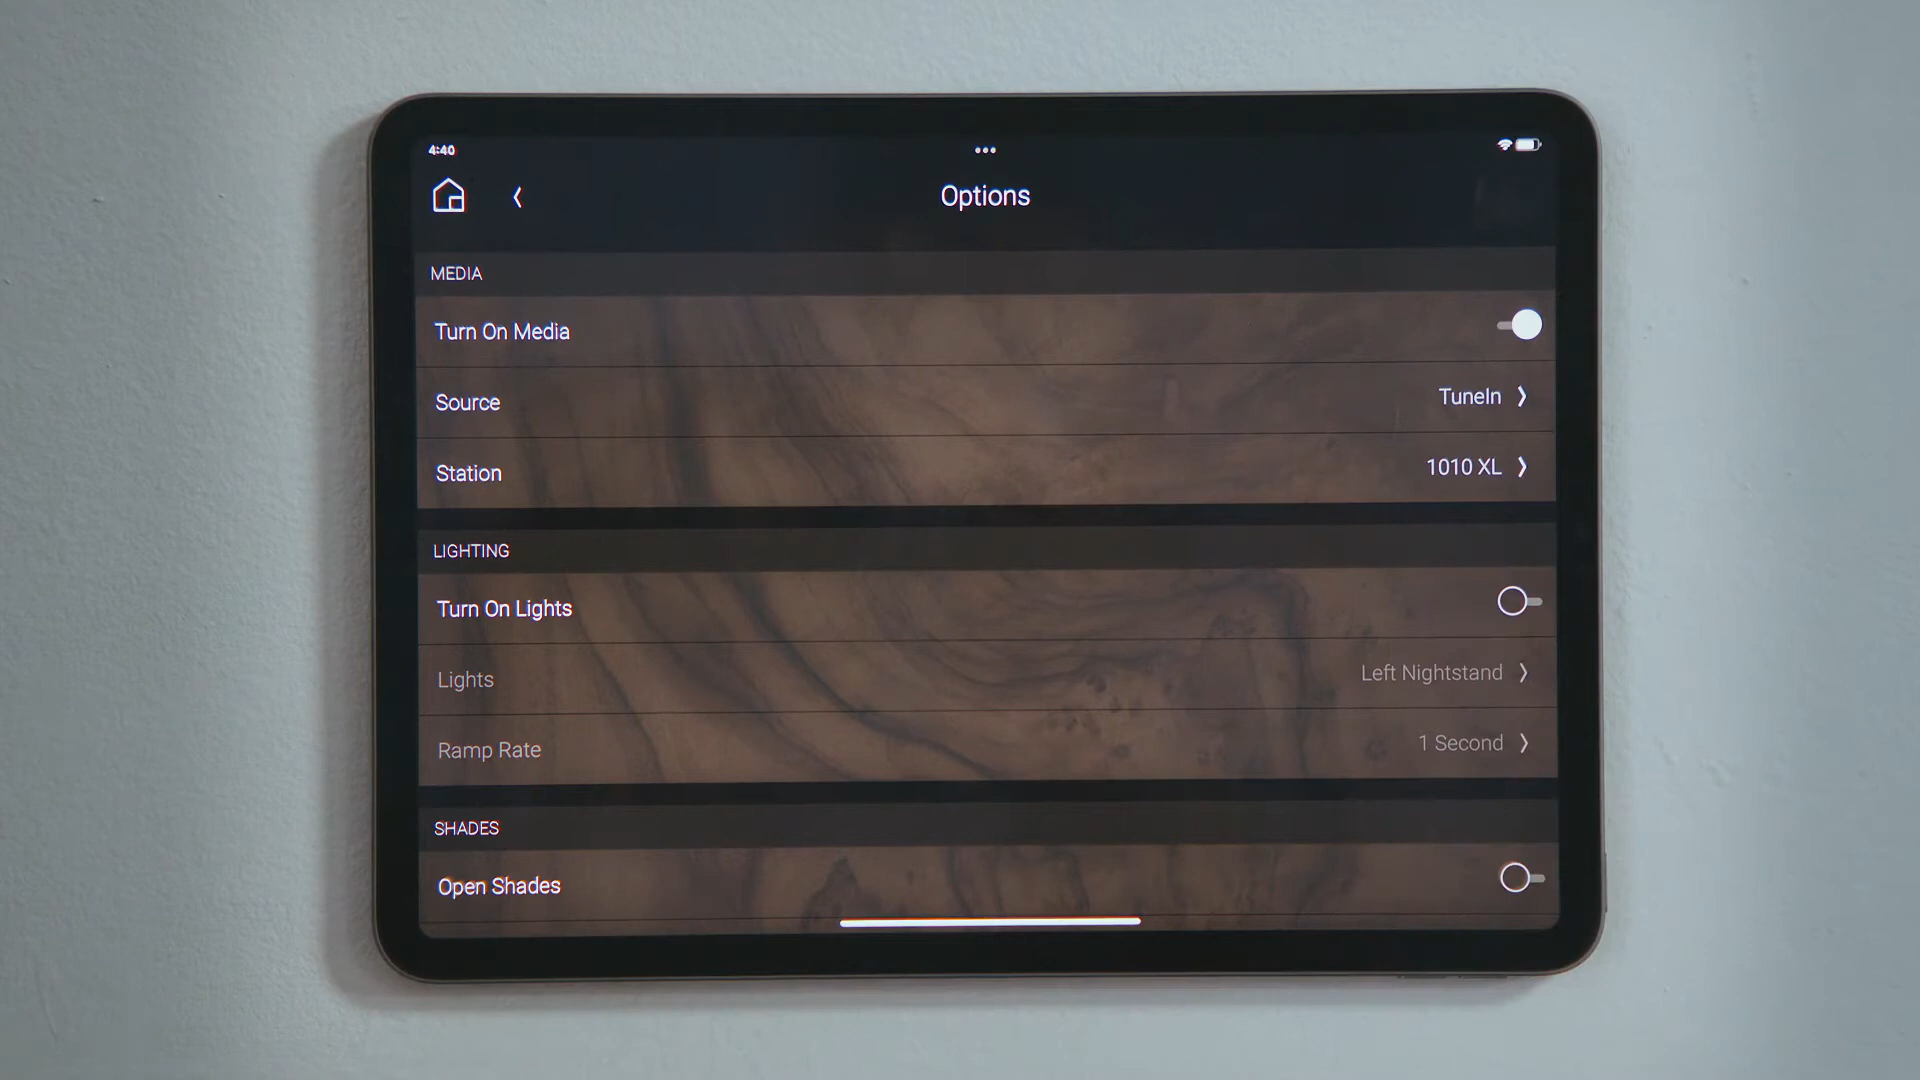 4:40
Options
MEDIA
Turn On Media
Source TuneIn
Station 1010 XL
LIGHTING
Turn On Lights
Lights Left Nightstand
Ramp Rate 1 Second
SHADES
Open Shades